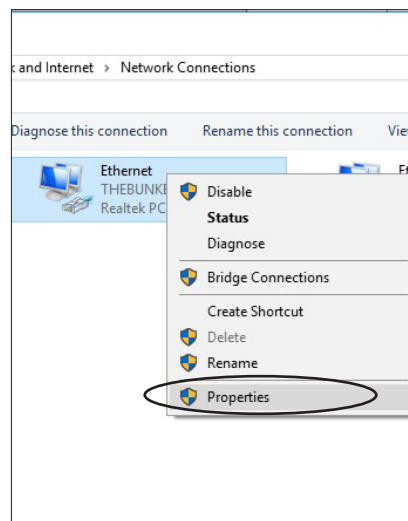 k and Internet > Network Connections
Diagnose this connection Rename this connection
Ethernet
Realtek PC
Disable
Status
Diagnose
Bridge Connections
Create Shortcut
Delete
Rename
Properties